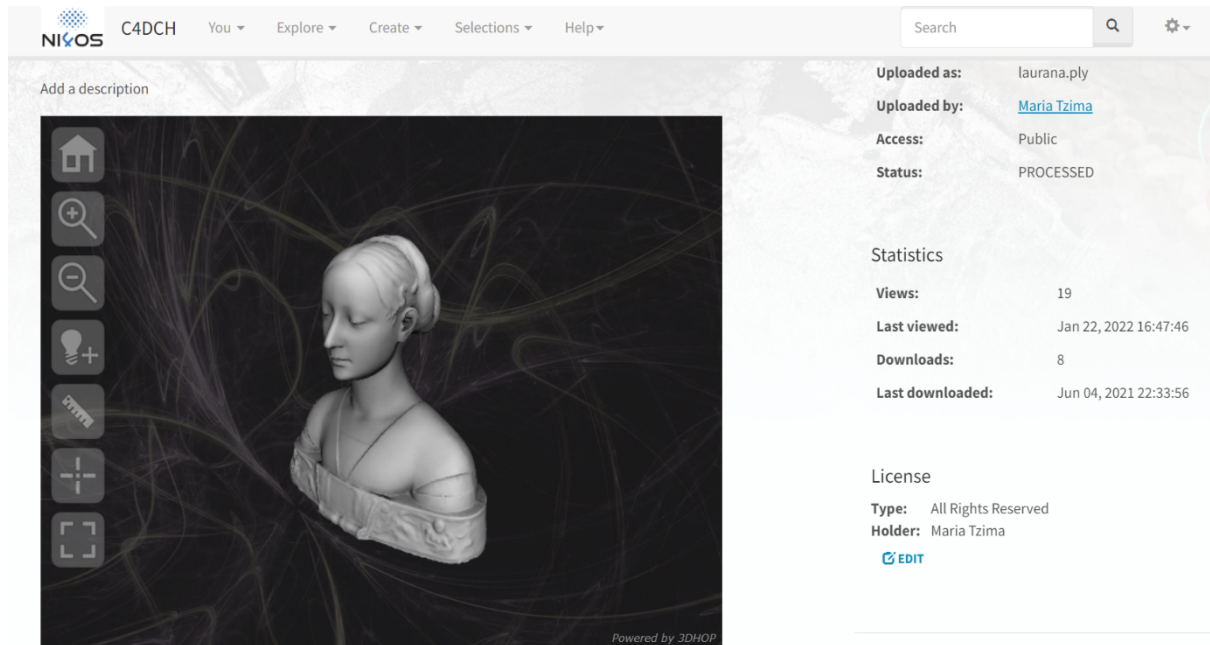 NI4OS
C4DCH You Explore Create Selections Help Search
Add a description
Powered by 3DHOP
Uploaded as: laurana.ply
Uploaded by: Maria Tzima
Access: Public
Status: PROCESSED
Statistics
Views: 19
Last viewed: Jan 22, 2022 16:47:46
Downloads: 8
Last downloaded: Jun 04, 2021 22:33:56
License
Type: All Rights Reserved
Holder: Maria Tzima
EDIT